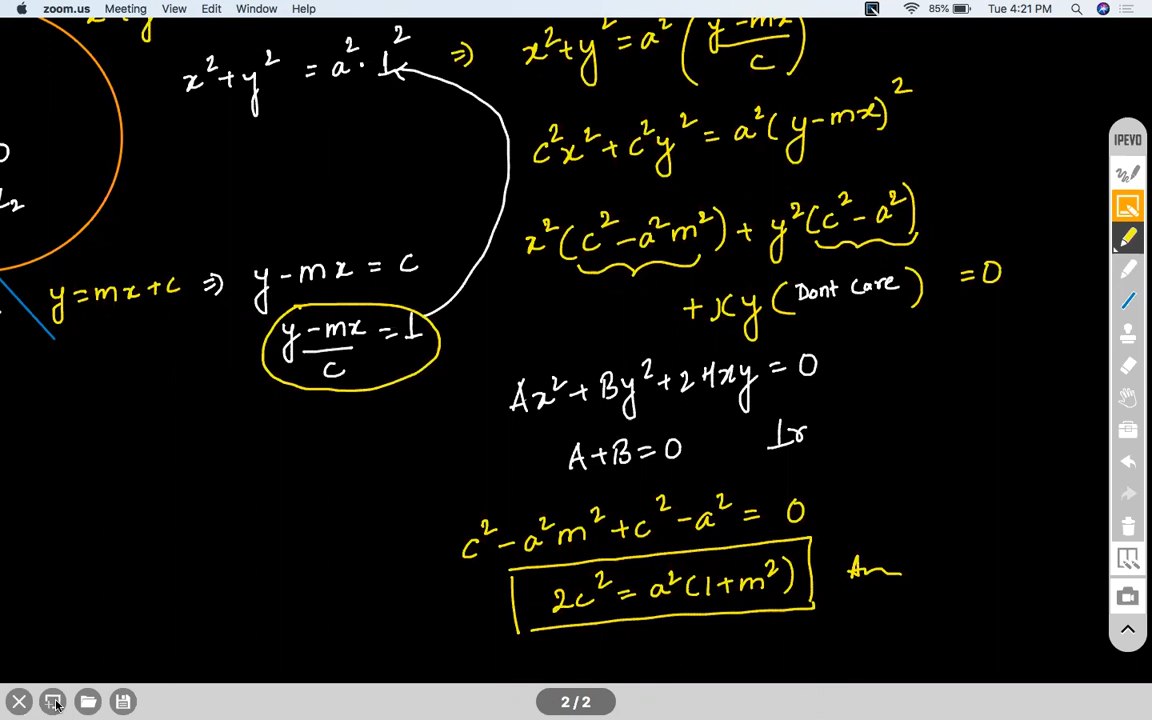 zoom.us Meeting View Edit Window Help 85% Tue 4:21 PM
x²+y² = a²·1² ⇒ x²+y² = a²((y-mx)/c)
c²x² + c²y² = a²(y-mx)²
x²(c²-a²m²) + y²(c²-a²)
+ xy (Dont care) = 0
y=mx+c ⇒ y-mx = c
(y-mx)/c = 1
Ax² + By² + 2Hxy = 0
A+B=0 ⊥r
c²-a²m²+c²-a² = 0
2c² = a²(1+m²) Ans
2/2
IPEVO